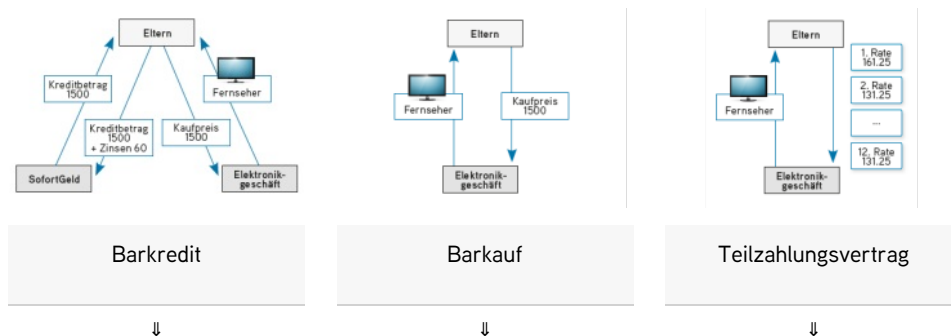 Eltern
Kreditbetrag
1500
Fernseher
Kreditbetrag
1500
+ Zinsen 60
Kaufpreis
1500
SofortGeld
Elektronik-
geschäft
Barkredit
⇓
Eltern
Fernseher
Kaufpreis
1500
Elektronik-
geschäft
Barkauf
⇓
Eltern
1. Rate
161.25
2. Rate
131.25
Fernseher
...
12. Rate
131.25
Elektronik-
geschäft
Teilzahlungsvertrag
⇓